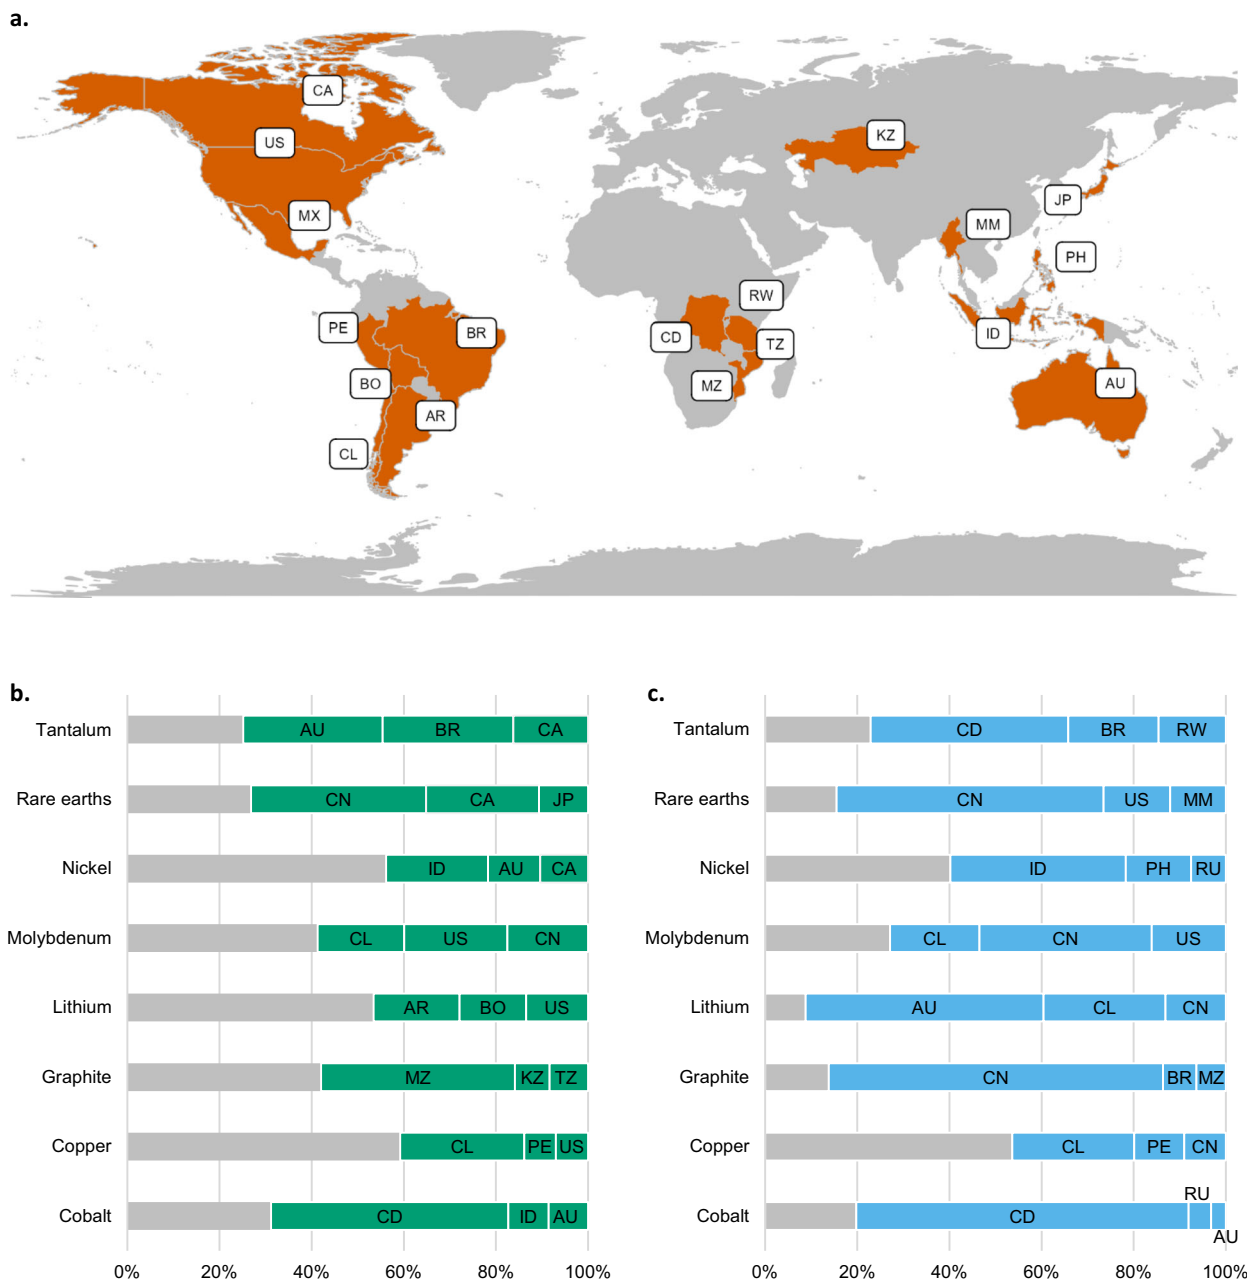 a.
CA
US
KZ
MX
JP
MM
PH
RW
PE
BR
CD
TZ
ID
BO
MZ
AU
AR
CL
b.
Tantalum
AU BR CA
Rare earths
CN CA JP
Nickel
ID AU CA
Molybdenum
CL US CN
Lithium
AR BO US
Graphite
MZ KZ TZ
Copper
CL PE US
Cobalt
CD ID AU
0% 20% 40% 60% 80% 100%
c.
Tantalum
CD BR RW
Rare earths
CN US MM
Nickel
ID PH RU
Molybdenum
CL CN US
Lithium
AU CL CN
Graphite
CN BR MZ
Copper
CL PE CN
Cobalt
CD RU AU
0% 20% 40% 60% 80% 100%